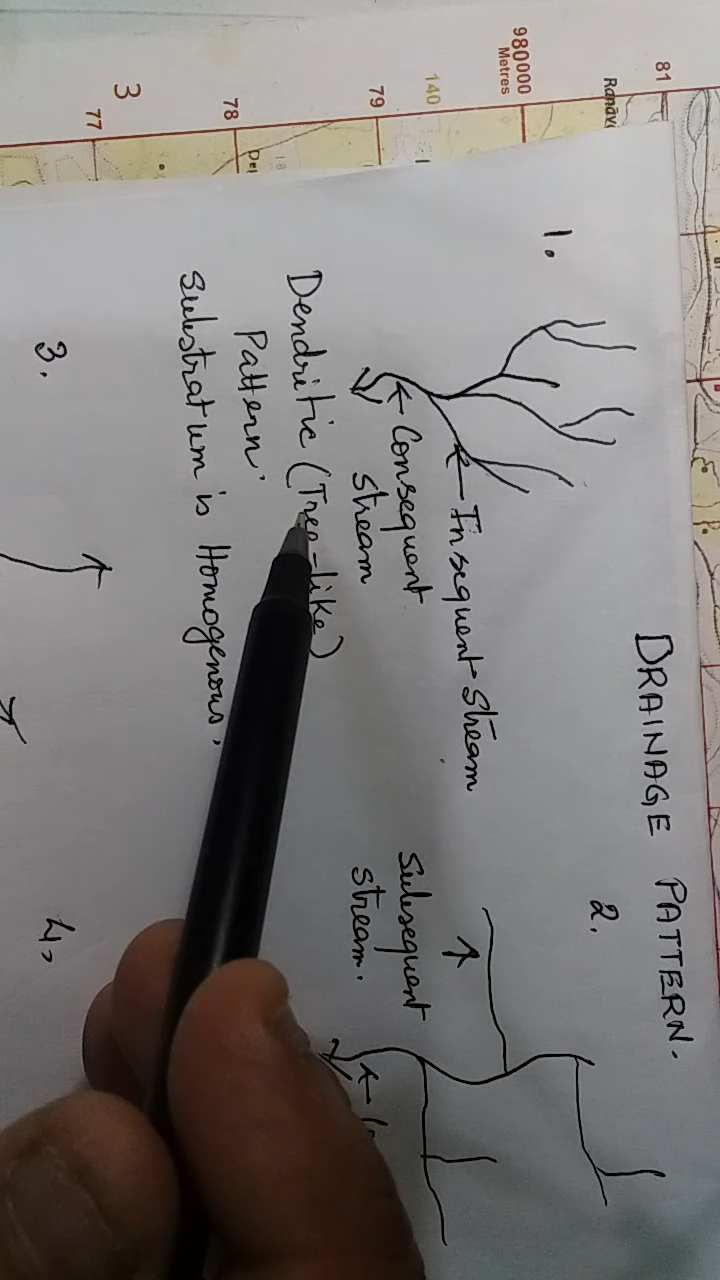 81
980000
Metres
140
79
78
3
77
DRAINAGE PATTERN.
1.
Insequent stream
Consequent
stream
Dendritic (Tree-like)
Pattern.
Substratum is Homogenous.
2.
Subsequent
stream.
3.
4.